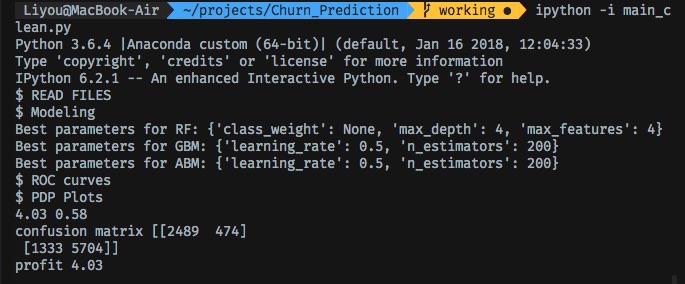 Liyou@MacBook-Air ~/projects/Churn_Prediction working ● ipython -i main_c
lean.py
Python 3.6.4 |Anaconda custom (64-bit)| (default, Jan 16 2018, 12:04:33)
Type 'copyright', 'credits' or 'license' for more information
IPython 6.2.1 -- An enhanced Interactive Python. Type '?' for help.
$ READ FILES
$ Modeling
Best parameters for RF: {'class_weight': None, 'max_depth': 4, 'max_features': 4}
Best parameters for GBM: {'learning_rate': 0.5, 'n_estimators': 200}
Best parameters for ABM: {'learning_rate': 0.5, 'n_estimators': 200}
$ ROC curves
$ PDP Plots
4.03 0.58
confusion matrix [[2489  474]
 [1333 5704]]
profit 4.03